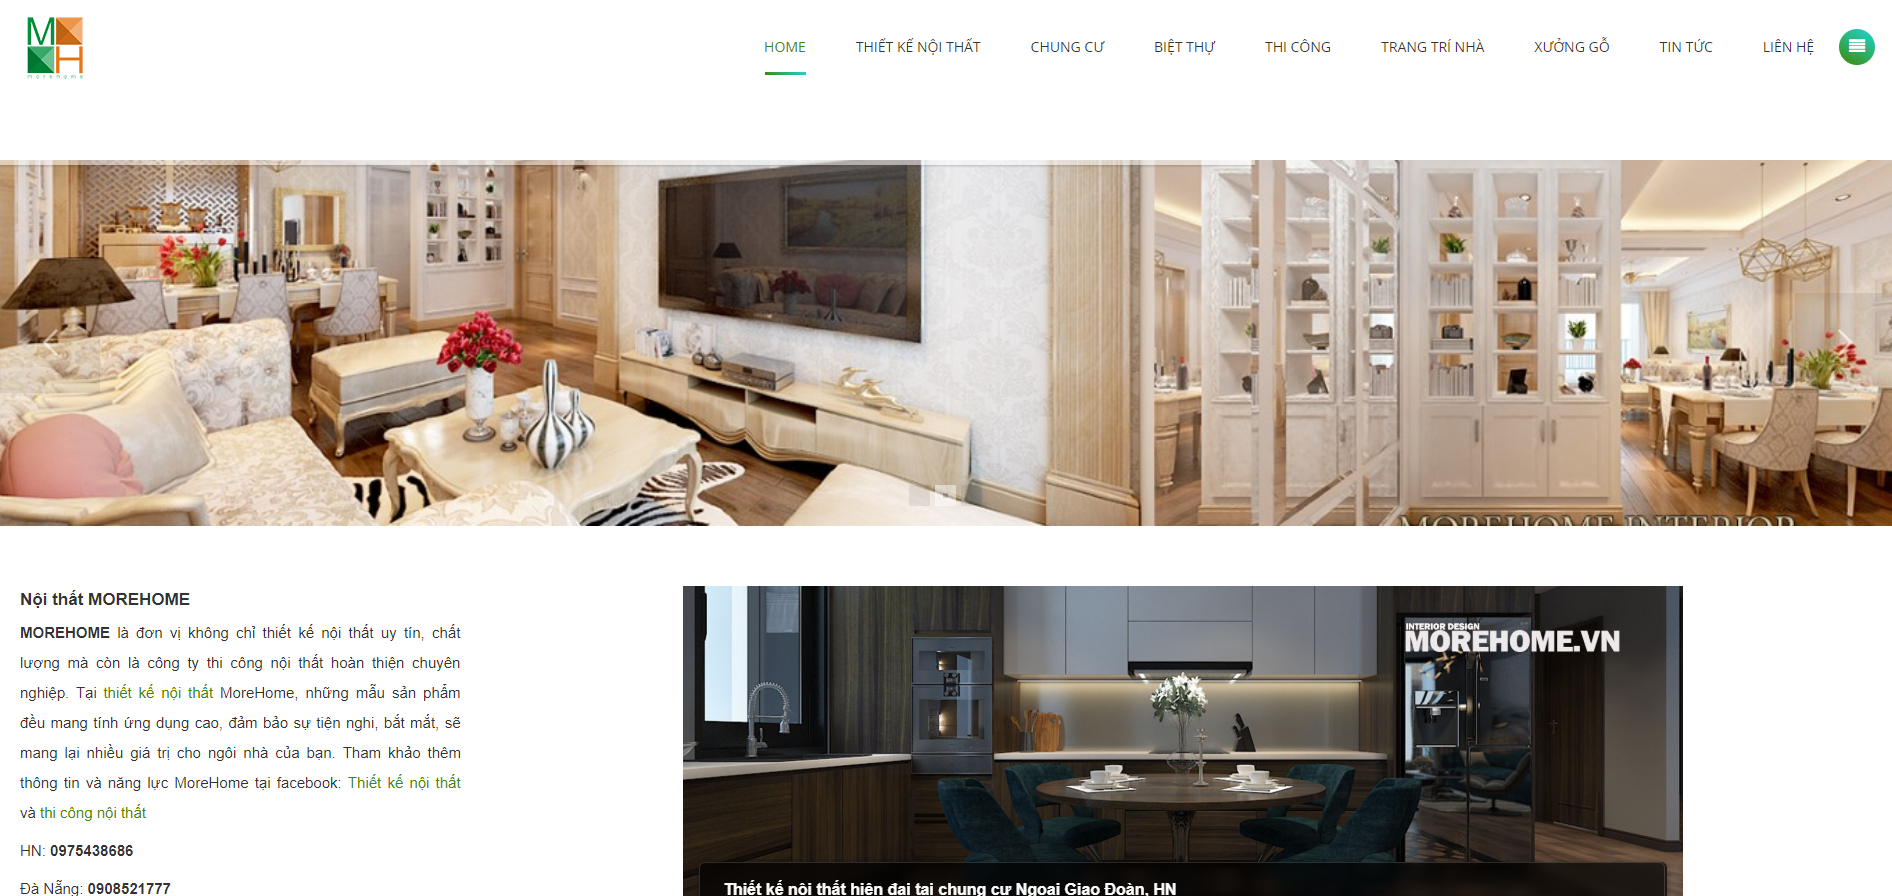 MH
morehome
HOME
THIẾT KẾ NỘI THẤT
CHUNG CƯ
BIỆT THỰ
THI CÔNG
TRANG TRÍ NHÀ
XƯỞNG GỖ
TIN TỨC
LIÊN HỆ
MOREHOME INTERIOR
Nội thất MOREHOME
MOREHOME là đơn vị không chỉ thiết kế nội thất uy tín, chất
lượng mà còn là công ty thi công nội thất hoàn thiện chuyên
nghiệp. Tại thiết kế nội thất MoreHome, những mẫu sản phẩm
đều mang tính ứng dụng cao, đảm bảo sự tiện nghi, bắt mắt, sẽ
mang lại nhiều giá trị cho ngôi nhà của bạn. Tham khảo thêm
thông tin và năng lực MoreHome tại facebook: Thiết kế nội thất
và thi công nội thất
HN: 0975438686
Đà Nẵng: 0908521777
INTERIOR DESIGN
MOREHOME.VN
Thiết kế nội thất hiện đại tại chung cư Ngoại Giao Đoàn, HN